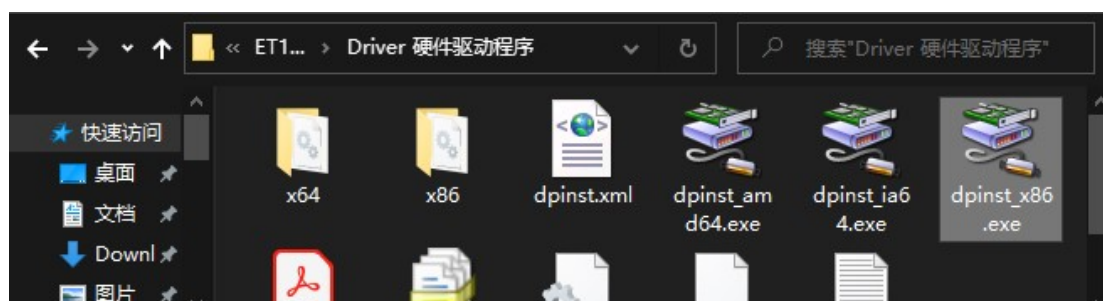 « ET1... › Driver 硬件驱动程序
搜索"Driver 硬件驱动程序"
快速访问
桌面
文档
Downl
图片
x64
x86
dpinst.xml
dpinst_am
d64.exe
dpinst_ia6
4.exe
dpinst_x86
.exe